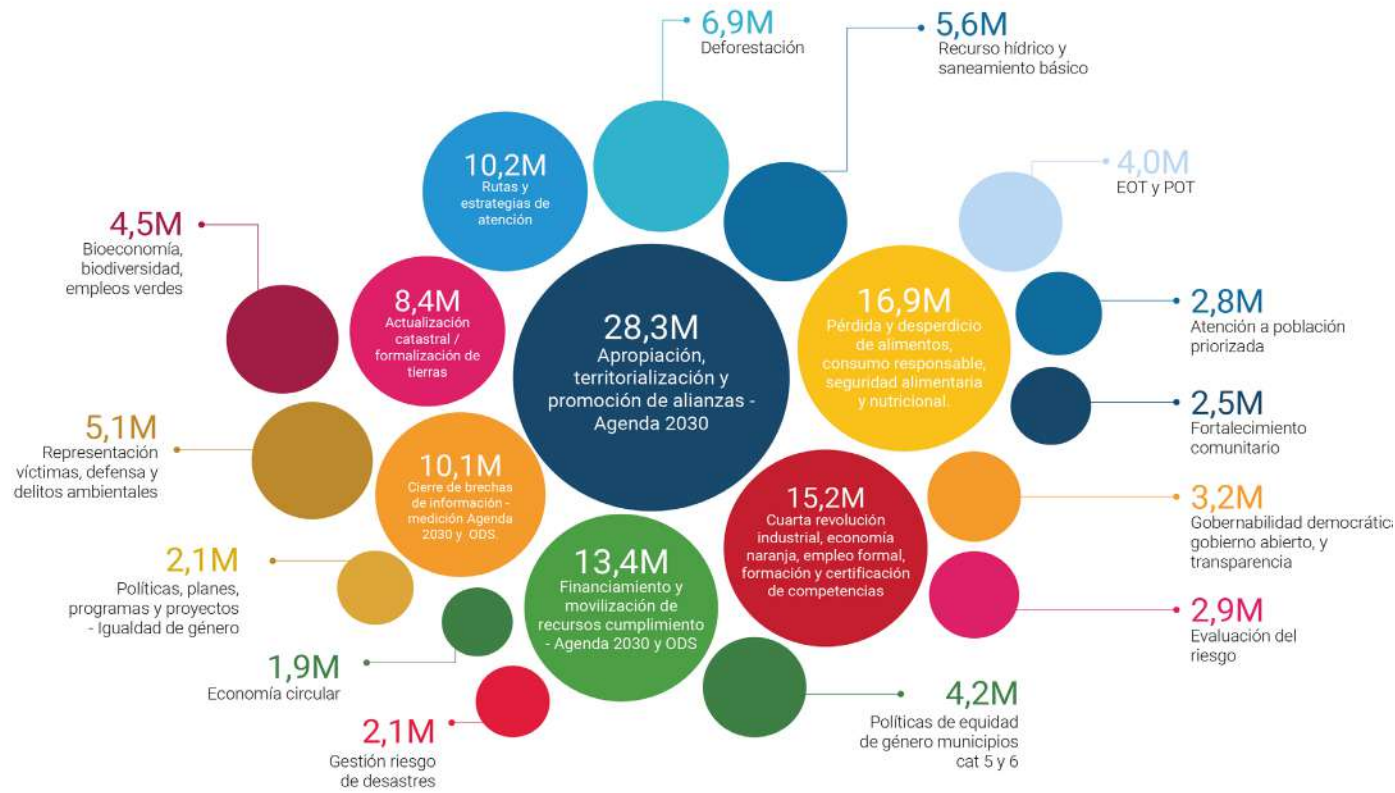 6,9M
Deforestación
5,6M
Recurso hídrico y
saneamiento básico
10,2M
Rutas y
estrategias de
atención
4,0M
EOT y POT
4,5M
Bioeconomía,
biodiversidad,
empleos verdes
8,4M
Actualización
catastral /
formalización de
tierras
28,3M
Apropiación,
territorialización y
promoción de alianzas -
Agenda 2030
16,9M
Pérdida y desperdicio
de alimentos,
consumo responsable,
seguridad alimentaria
y nutricional.
2,8M
Atención a población
priorizada
2,5M
Fortalecimiento
comunitario
5,1M
Representación
víctimas, defensa y
delitos ambientales
10,1M
Cierre de brechas
de información -
medición Agenda
2030 y ODS.
15,2M
Cuarta revolución
industrial, economía
naranja, empleo formal,
formación y certificación
de competencias
3,2M
Gobernabilidad democrática
gobierno abierto, y
transparencia
2,1M
Políticas, planes,
programas y proyectos
- Igualdad de género
13,4M
Financiamiento y
movilización de
recursos cumplimiento
- Agenda 2030 y ODS
2,9M
Evaluación del
riesgo
1,9M
Economía circular
2,1M
Gestión riesgo
de desastres
4,2M
Políticas de equidad
de género municipios
cat 5 y 6